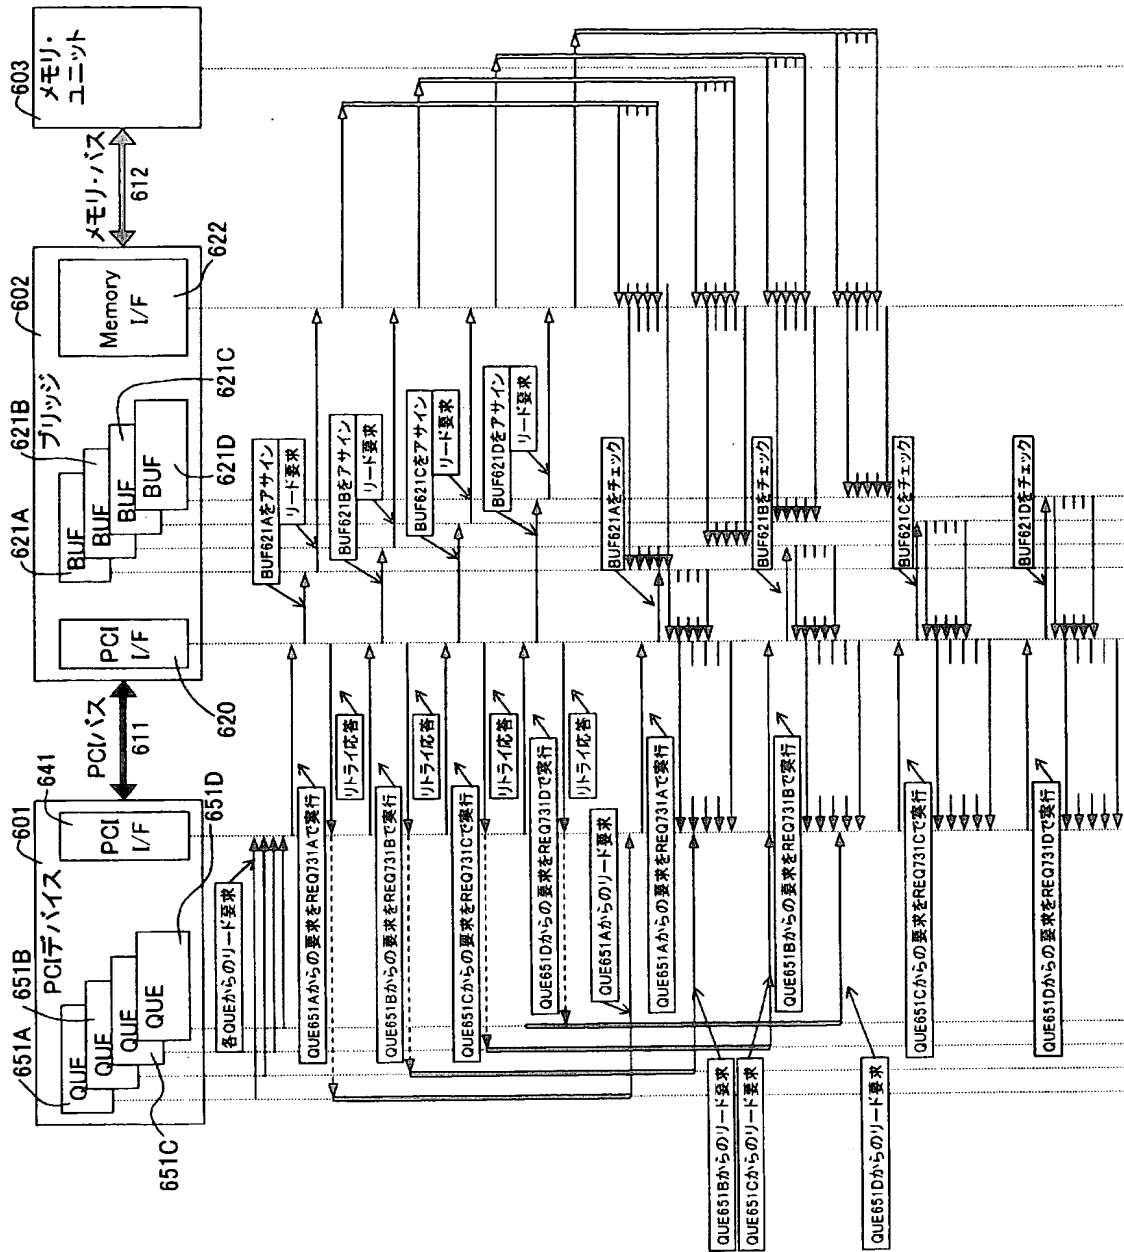 651A
651B
PCIデバイス
601
641
QUE
QUE
QUE
QUE
651C
651D
PCI
I/F
PCIバス
611
620
PCI
I/F
621A
621B
ブリッジ
602
BUF
BUF
BUF
BUF
621C
621D
Memory
I/F
622
メモリ・バス
612
603
メモリ・
ユニット
各QUEからのリード要求
QUE651Aからの要求をREQ731Aで実行
リトライ応答
QUE651Bからの要求をREQ731Bで実行
リトライ応答
QUE651Cからの要求をREQ731Cで実行
リトライ応答
QUE651Dからの要求をREQ731Dで実行
リトライ応答
BUF621Aをアサイン
リード要求
BUF621Bをアサイン
リード要求
BUF621Cをアサイン
リード要求
BUF621Dをアサイン
リード要求
QUE651Aからのリード要求
QUE651Aからの要求をREQ731Aで実行
BUF621Aをチェック
QUE651Bからのリード要求
QUE651Cからのリード要求
QUE651Bからの要求をREQ731Bで実行
BUF621Bをチェック
QUE651Dからのリード要求
QUE651Cからの要求をREQ731Cで実行
BUF621Cをチェック
QUE651Dからの要求をREQ731Dで実行
BUF621Dをチェック